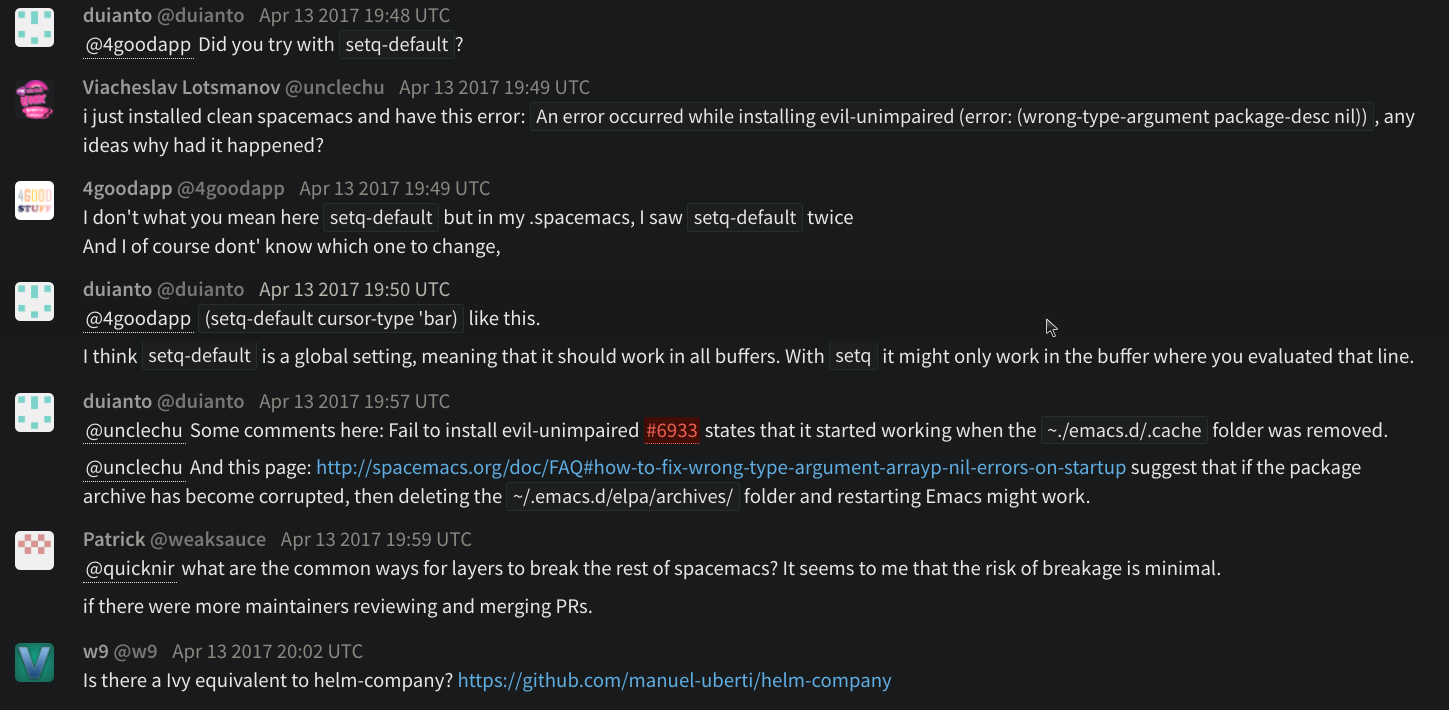 duianto @duianto Apr 13 2017 19:48 UTC
@4goodapp Did you try with setq-default ?
Viacheslav Lotsmanov @unclechu Apr 13 2017 19:49 UTC
i just installed clean spacemacs and have this error: An error occurred while installing evil-unimpaired (error: (wrong-type-argument package-desc nil)) , any
ideas why had it happened?
4GOOD
STUFF
4goodapp @4goodapp Apr 13 2017 19:49 UTC
I don't what you mean here setq-default but in my .spacemacs, I saw setq-default twice
And I of course dont' know which one to change,
duianto @duianto Apr 13 2017 19:50 UTC
@4goodapp (setq-default cursor-type 'bar) like this.
I think setq-default is a global setting, meaning that it should work in all buffers. With setq it might only work in the buffer where you evaluated that line.
duianto @duianto Apr 13 2017 19:57 UTC
@unclechu Some comments here: Fail to install evil-unimpaired #6933 states that it started working when the ~./emacs.d/.cache folder was removed.
@unclechu And this page: http://spacemacs.org/doc/FAQ#how-to-fix-wrong-type-argument-arrayp-nil-errors-on-startup suggest that if the package
archive has become corrupted, then deleting the ~/.emacs.d/elpa/archives/ folder and restarting Emacs might work.
Patrick @weaksauce Apr 13 2017 19:59 UTC
@quicknir what are the common ways for layers to break the rest of spacemacs? It seems to me that the risk of breakage is minimal.
if there were more maintainers reviewing and merging PRs.
w9 @w9 Apr 13 2017 20:02 UTC
Is there a Ivy equivalent to helm-company? https://github.com/manuel-uberti/helm-company